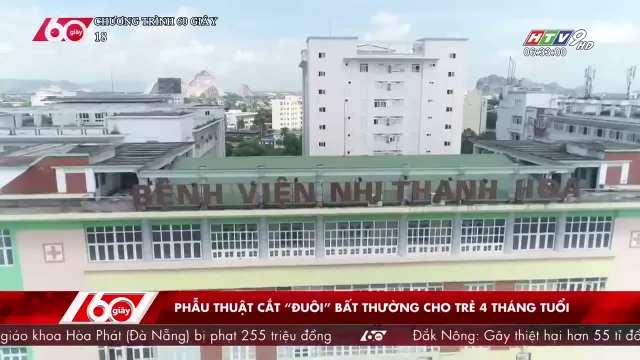 60 giây
CHƯƠNG TRÌNH 60 GIÂY
18
HTV9 HD
06:33:00
BỆNH VIỆN NHI THANH HÓA
60 giây
PHẪU THUẬT CẮT “ĐUÔI” BẤT THƯỜNG CHO TRẺ 4 THÁNG TUỔI
giáo khoa Hòa Phát (Đà Nẵng) bị phạt 255 triệu đồng
60 giây
Đắk Nông: Gây thiệt hại hơn 55 tỉ đ